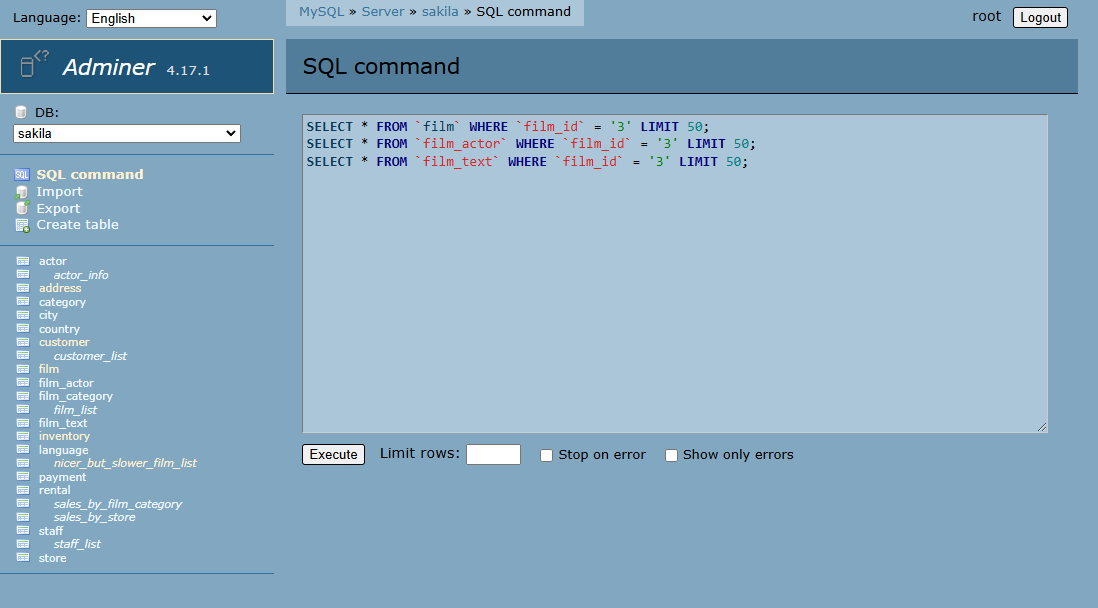 Language: English
MySQL » Server » sakila » SQL command
root Logout
<? Adminer 4.17.1
SQL command
DB:
sakila
SQL SQL command
Import
Export
Create table
actor
actor_info
address
category
city
country
customer
customer_list
film
film_actor
film_category
film_list
film_text
inventory
language
nicer_but_slower_film_list
payment
rental
sales_by_film_category
sales_by_store
staff
staff_list
store
SELECT * FROM `film` WHERE `film_id` = '3' LIMIT 50;
SELECT * FROM `film_actor` WHERE `film_id` = '3' LIMIT 50;
SELECT * FROM `film_text` WHERE `film_id` = '3' LIMIT 50;
Execute Limit rows: Stop on error Show only errors